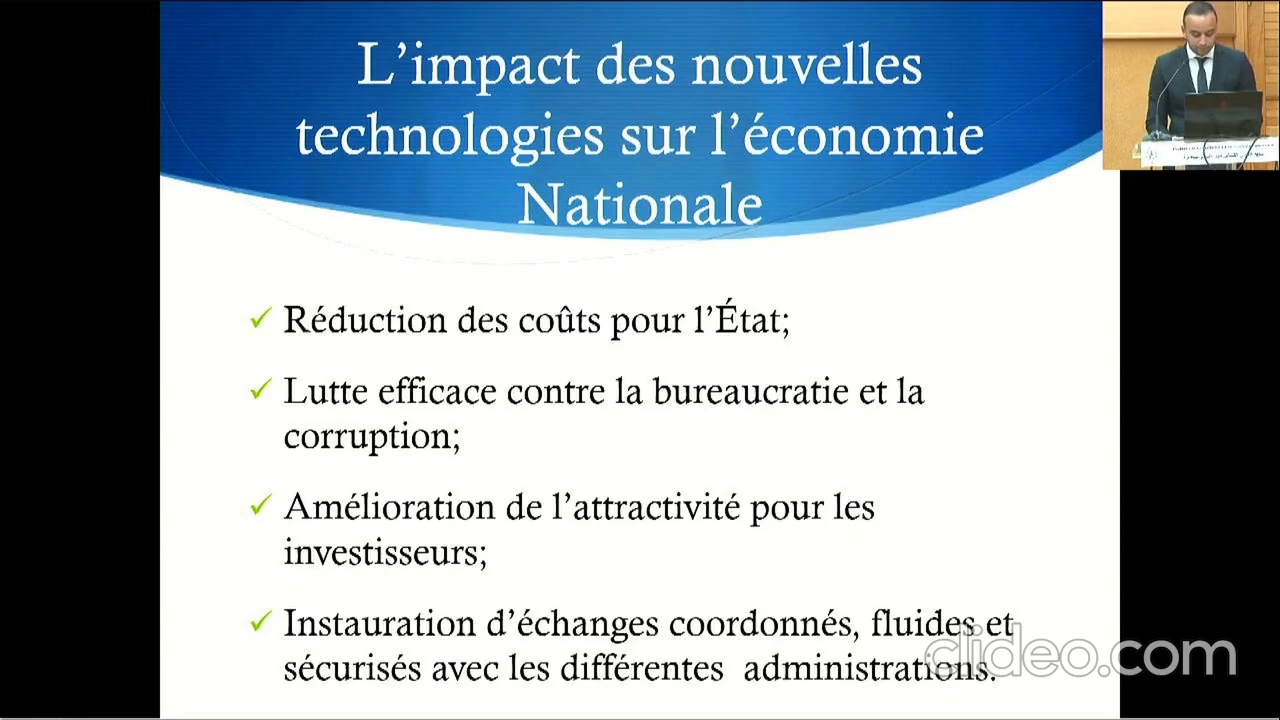 L’impact des nouvelles
technologies sur l’économie
Nationale
Réduction des coûts pour l’État;
Lutte efficace contre la bureaucratie et la
corruption;
Amélioration de l’attractivité pour les
investisseurs;
Instauration d’échanges coordonnés, fluides et
sécurisés avec les différentes administrations.
clideo.com